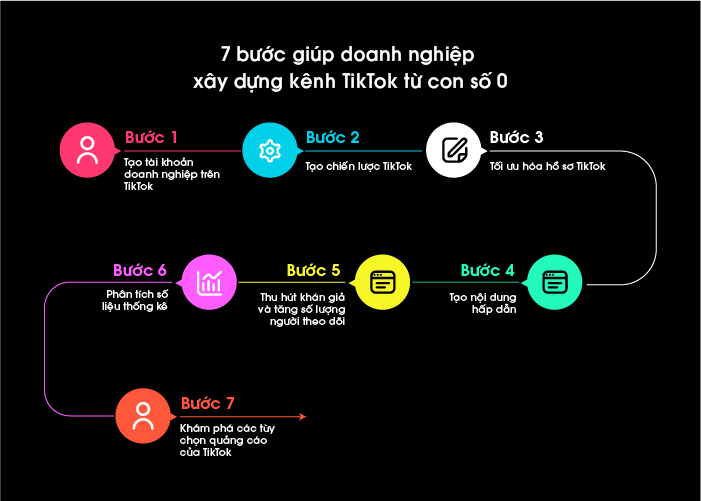 7 bước giúp doanh nghiệp
xây dựng kênh TikTok từ con số 0
Bước 1
Tạo tài khoản
doanh nghiệp trên
TikTok
Bước 2
Tạo chiến lược TikTok
Bước 3
Tối ưu hóa hồ sơ TikTok
Bước 4
Tạo nội dung
hấp dẫn
Bước 5
Thu hút khán giả
và tăng số lượng
người theo dõi
Bước 6
Phân tích số
liệu thống kê
Bước 7
Khám phá các tùy
chọn quảng cáo
của TikTok